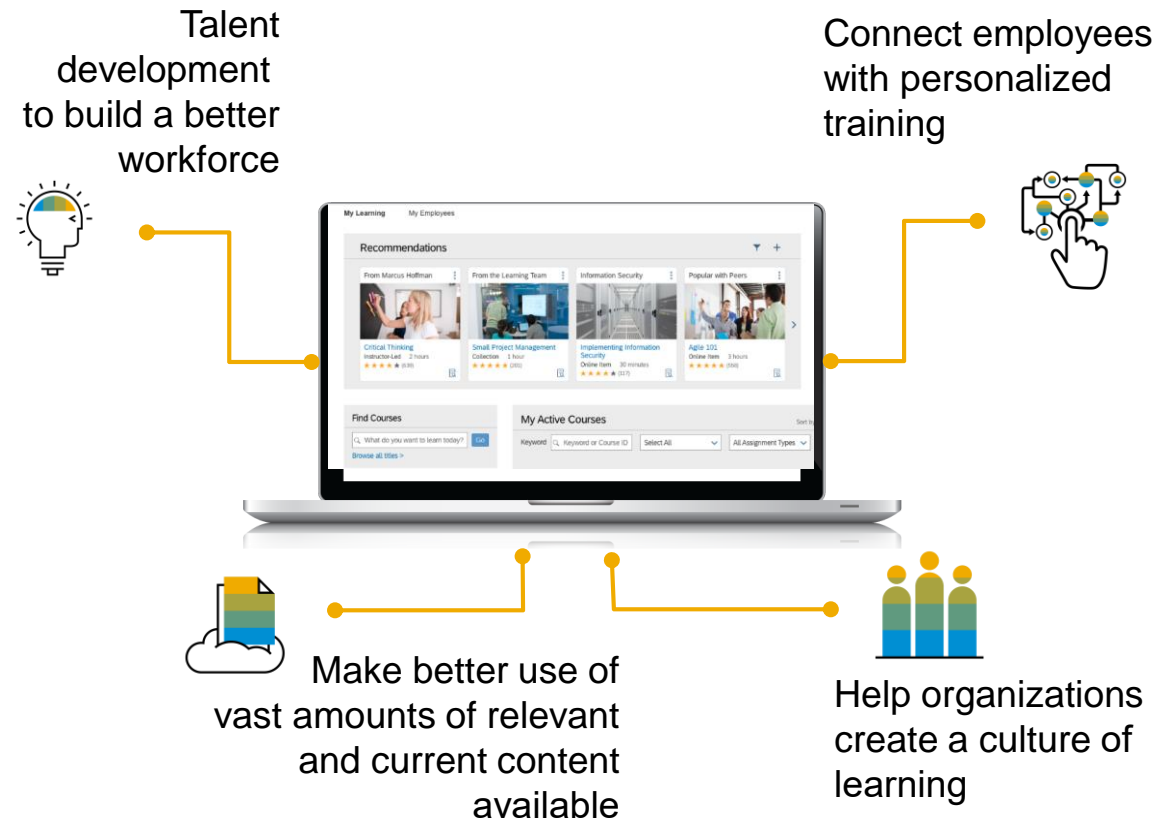 Talent
development
to build a better
workforce
Connect employees
with personalized
training
My Learning My Employees
Recommendations
From Marcus Hoffman
Critical Thinking
Instructor-Led 2 hours
(639)
From the Learning Team
Small Project Management
Collection 1 hour
Information Security
Implementing Information
Security
Online Item 30 minutes
Popular with Peers
Agile 101
Online Item 3 hours
Find Courses
What do you want to learn today? Go
Browse all titles >
My Active Courses
Sort by
Keyword Keyword or Course ID Select All All Assignment Types
Make better use of
vast amounts of relevant
and current content
available
Help organizations
create a culture of
learning